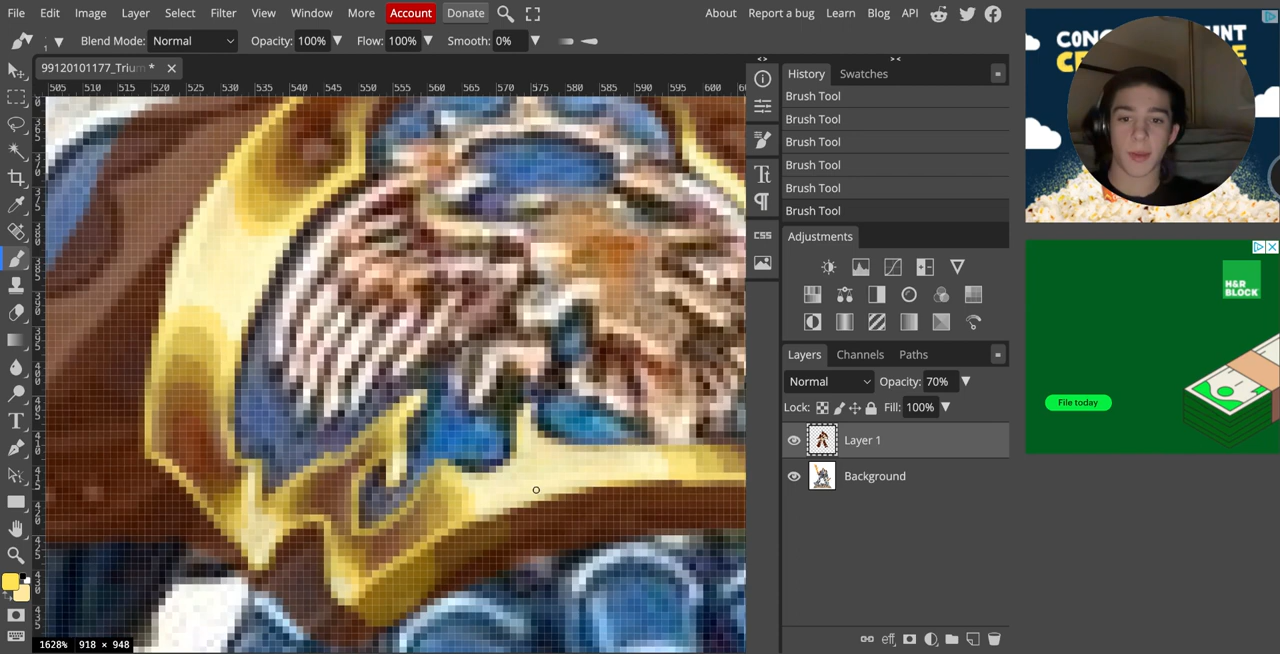 File Edit Image Layer Select Filter View Window More Account Donate About Report a bug Learn Blog API
1 Blend Mode: Normal Opacity: 100% Flow: 100% Smooth: 0%
99120101177_Trium *
505 510 515 520 525 530 535 540 545 550 555 560 565 570 575 580 585 590 595 600
History Swatches
Brush Tool
Brush Tool
Brush Tool
Brush Tool
Brush Tool
Brush Tool
CSS
Adjustments
Layers Channels Paths
Normal Opacity: 70%
Lock: Fill: 100%
Layer 1
Background
eff
1628% 918 × 948
H&R
BLOCK
File today